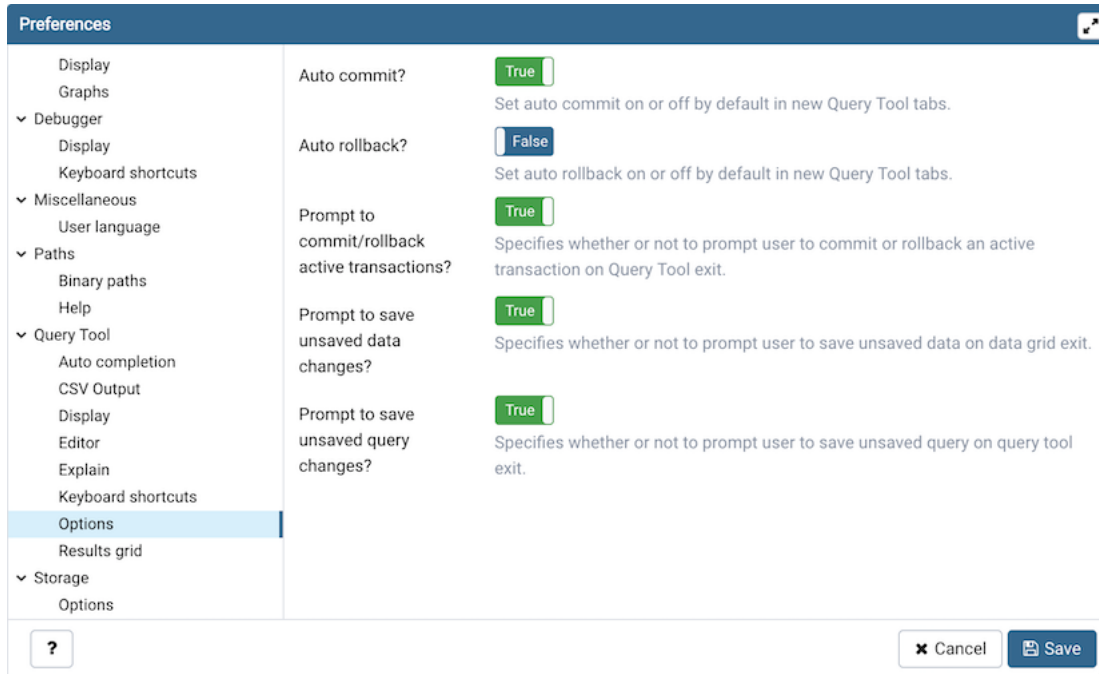 Preferences
Display
Graphs
Debugger
Display
Keyboard shortcuts
Miscellaneous
User language
Paths
Binary paths
Help
Query Tool
Auto completion
CSV Output
Display
Editor
Explain
Keyboard shortcuts
Options
Results grid
Storage
Options
Auto commit?
True
Set auto commit on or off by default in new Query Tool tabs.
Auto rollback?
False
Set auto rollback on or off by default in new Query Tool tabs.
Prompt to
commit/rollback
active transactions?
True
Specifies whether or not to prompt user to commit or rollback an active
transaction on Query Tool exit.
Prompt to save
unsaved data
changes?
True
Specifies whether or not to prompt user to save unsaved data on data grid exit.
Prompt to save
unsaved query
changes?
True
Specifies whether or not to prompt user to save unsaved query on query tool
exit.
?
Cancel
Save